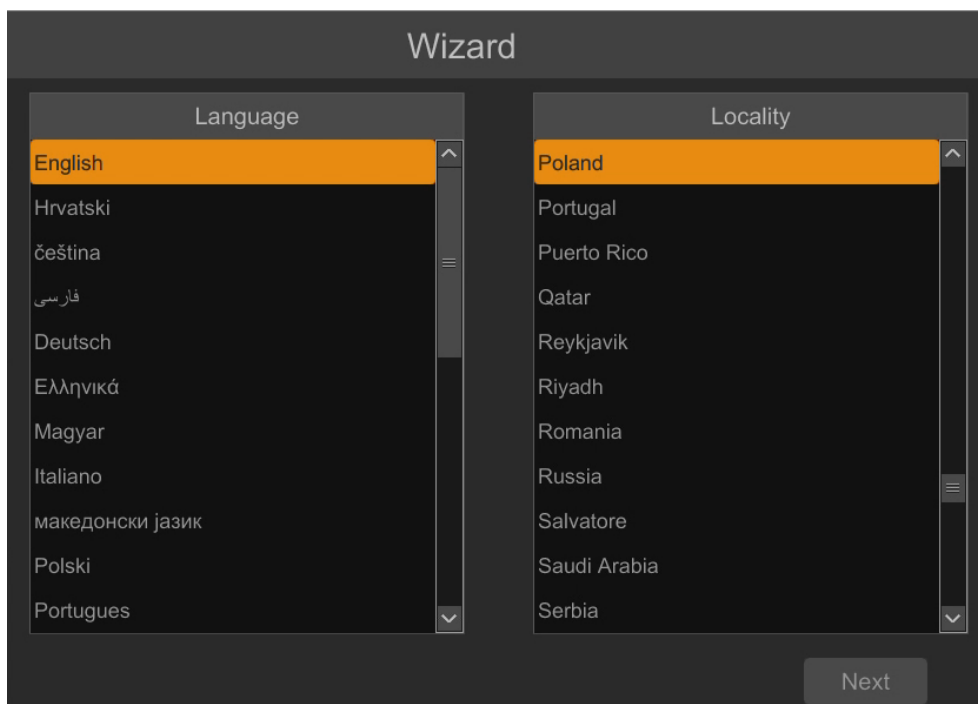 Wizard
Language
English
Hrvatski
čeština
فارسی
Deutsch
Ελληνικά
Magyar
Italiano
македонски јазик
Polski
Portugues
Locality
Poland
Portugal
Puerto Rico
Qatar
Reykjavik
Riyadh
Romania
Russia
Salvatore
Saudi Arabia
Serbia
Next